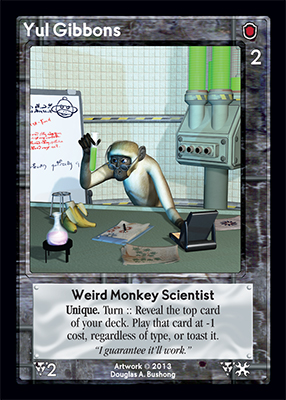 Yul Gibbons
2
Weird Monkey Scientist
Unique. Turn :: Reveal the top card
of your deck. Play that card at -1
cost, regardless of type, or toast it.
"I guarantee it'll work."
2
Artwork © 2013
Douglas A. Bushong